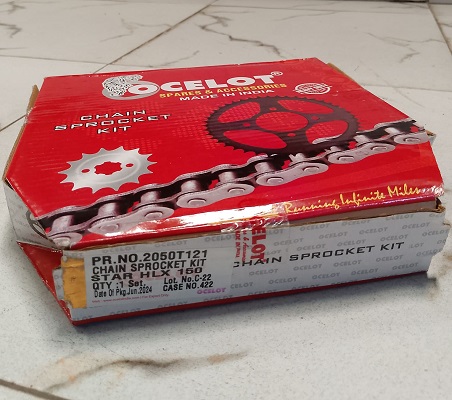 OCELOT®
SPARES & ACCESSORIES
MADE IN INDIA
CHAIN
SPROCKET
KIT
Running Infinite Miles
OCELOT
PR.NO.2050T121
CHAIN SPROCKET KIT
STAR HLX 150
QTY :1 Set. Lot. No.C-22
Date Of Pkg.Jun.2024 CASE NO.422
CHAIN SPROCKET KIT
OCELOT